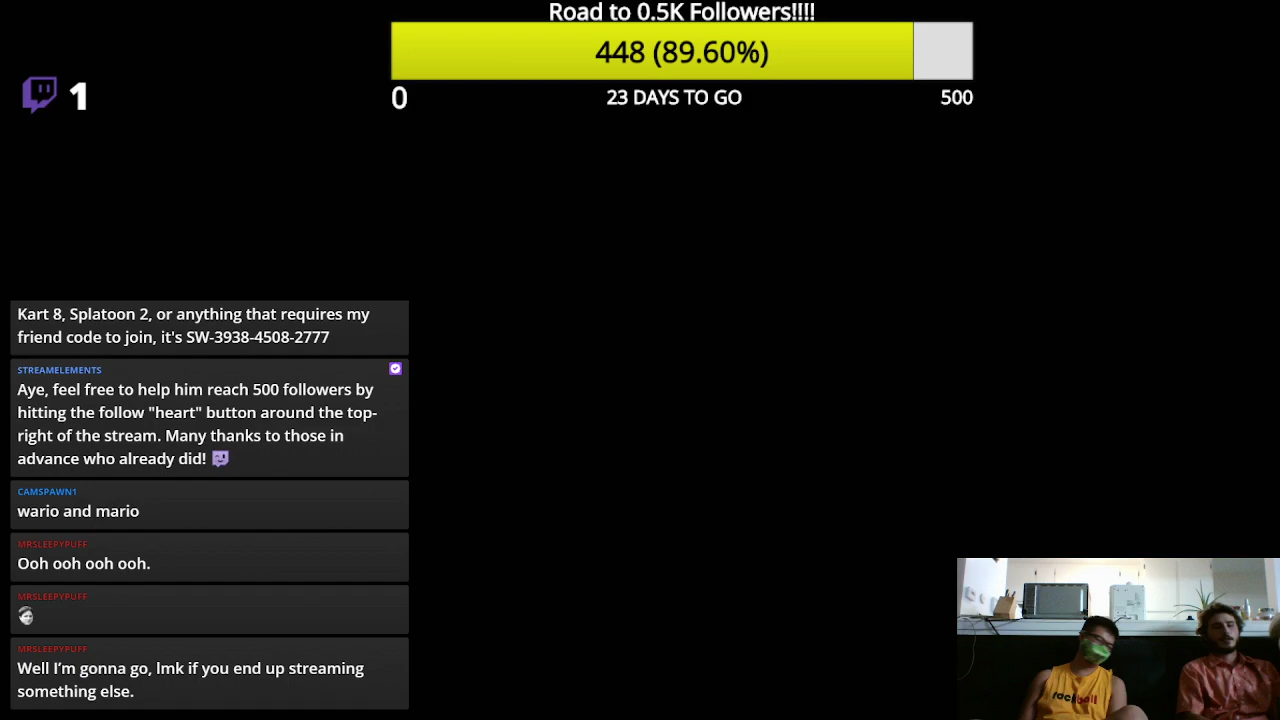 Road to 0.5K Followers!!!!
448 (89.60%)
1
0
23 DAYS TO GO
500
Kart 8, Splatoon 2, or anything that requires my
friend code to join, it's SW-3938-4508-2777
STREAMELEMENTS
Aye, feel free to help him reach 500 followers by
hitting the follow "heart" button around the top-
right of the stream. Many thanks to those in
advance who already did!
CAMSPAWN1
wario and mario
MRSLEEPYPUFF
Ooh ooh ooh ooh.
MRSLEEPYPUFF
MRSLEEPYPUFF
Well I’m gonna go, lmk if you end up streaming
something else.